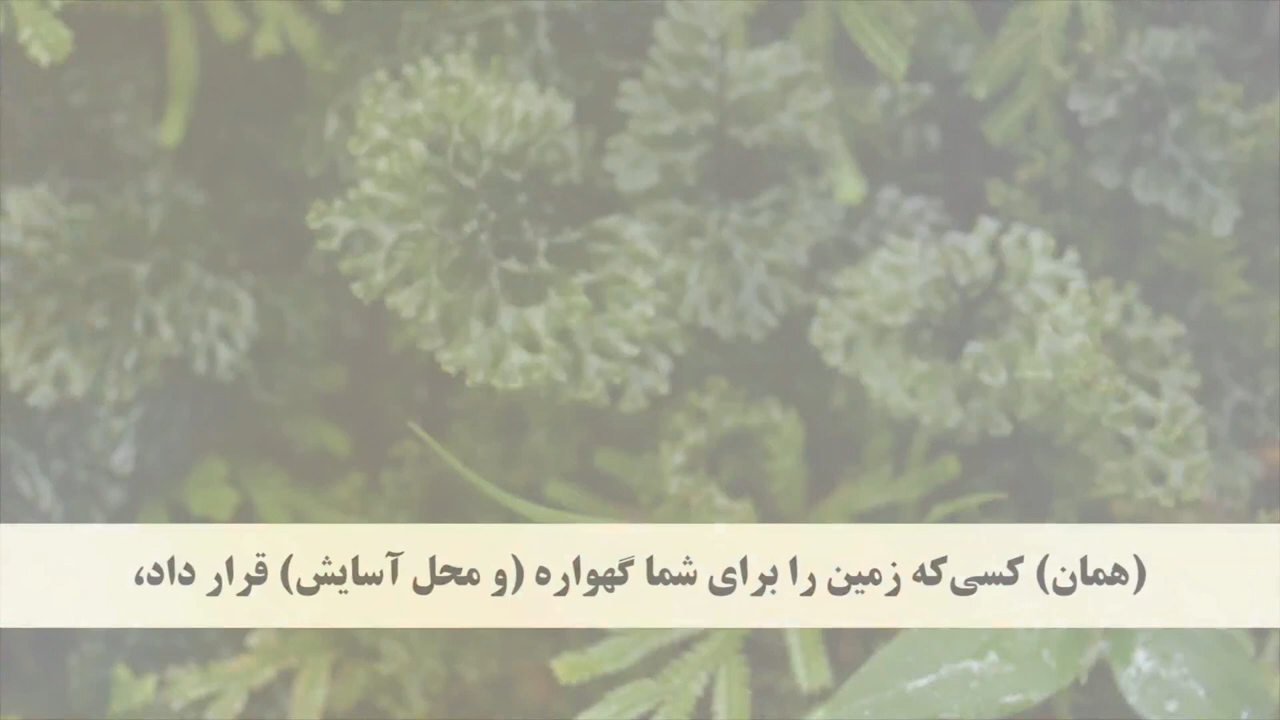 (همان) کسی‌که زمین را برای شما گهواره (و محل آسایش) قرار داد،